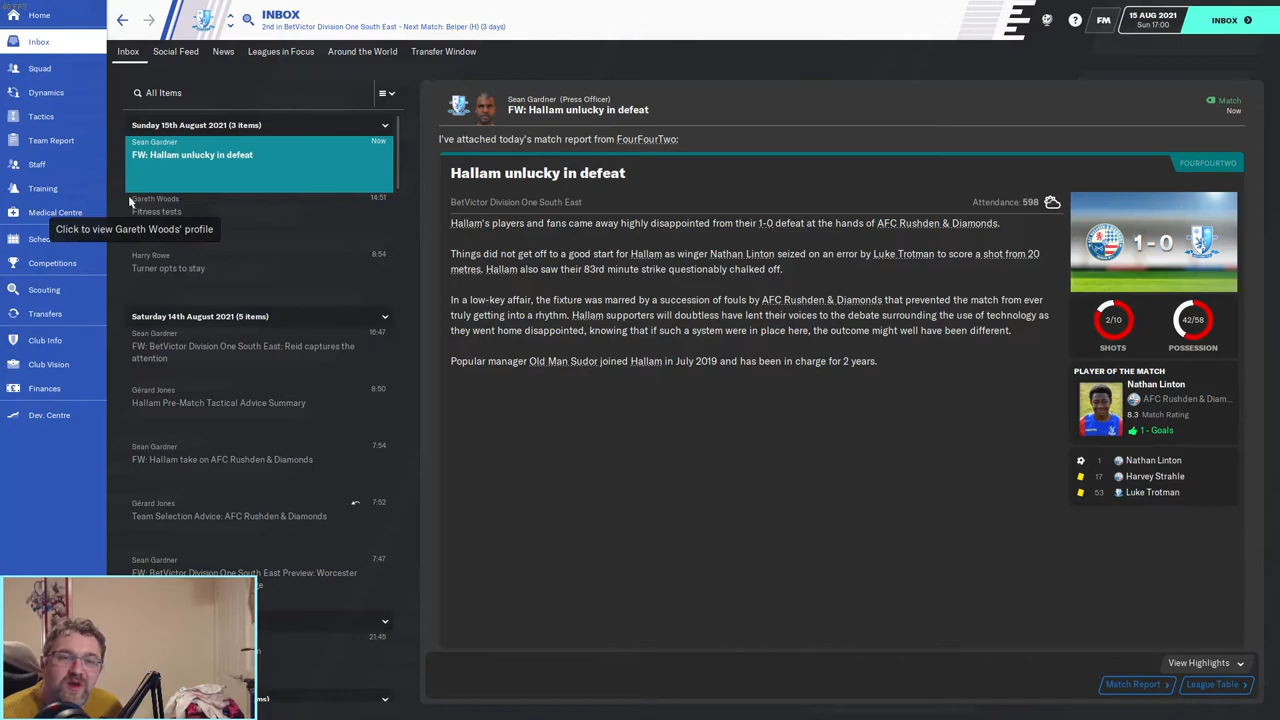 60 FPS
Home
Inbox
Squad
Dynamics
Tactics
Team Report
Staff
Training
Medical Centre
Sched
Competitions
Scouting
Transfers
Club Info
Club Vision
Finances
Dev. Centre
INBOX
2nd in BetVictor Division One South East - Next Match: Belper (H) (3 days)
?
FM
15 AUG 2021
Sun 17:00
INBOX
Inbox
Social Feed
News
Leagues in Focus
Around the World
Transfer Window
All Items
Sunday 15th August 2021 (3 items)
Sean Gardner
Now
FW: Hallam unlucky in defeat
Gareth Woods
14:51
Fitness tests
Click to view Gareth Woods' profile
Harry Rowe
8:54
Turner opts to stay
Saturday 14th August 2021 (5 items)
Sean Gardner
16:47
FW: BetVictor Division One South East: Reid captures the
attention
Gérard Jones
8:50
Hallam Pre-Match Tactical Advice Summary
Sean Gardner
7:54
FW: Hallam take on AFC Rushden & Diamonds
Gérard Jones
7:52
Team Selection Advice: AFC Rushden & Diamonds
Sean Gardner
7:47
FW: BetVictor Division One South East Preview: Worcester
21:45
items)
Sean Gardner (Press Officer)
FW: Hallam unlucky in defeat
Match
Now
I've attached today's match report from FourFourTwo:
FOURFOURTWO
Hallam unlucky in defeat
BetVictor Division One South East
Attendance: 598
Hallam's players and fans came away highly disappointed from their 1-0 defeat at the hands of AFC Rushden & Diamonds.
Things did not get off to a good start for Hallam as winger Nathan Linton seized on an error by Luke Trotman to score a shot from 20
metres. Hallam also saw their 83rd minute strike questionably chalked off.
In a low-key affair, the fixture was marred by a succession of fouls by AFC Rushden & Diamonds that prevented the match from ever
truly getting into a rhythm. Hallam supporters will doubtless have lent their voices to the debate surrounding the use of technology as
they went home disappointed, knowing that if such a system were in place here, the outcome might well have been different.
Popular manager Old Man Sudor joined Hallam in July 2019 and has been in charge for 2 years.
1-0
2/10
42/58
SHOTS
POSSESSION
PLAYER OF THE MATCH
Nathan Linton
AFC Rushden & Diam...
8.3 Match Rating
1 - Goals
1 Nathan Linton
17 Harvey Strahle
53 Luke Trotman
View Highlights
Match Report
League Table